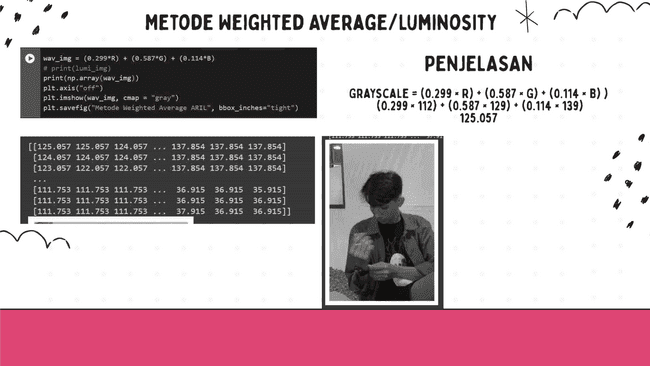 METODE WEIGHTED AVERAGE/LUMINOSITY
wav_img = (0.299*R) + (0.587*G) + (0.114*B)
# print(lumi_img)
print(np.array(wav_img))
plt.axis("off")
plt.imshow(wav_img, cmap = "gray")
plt.savefig("Metode Weighted Average ARIL", bbox_inches="tight")
PENJELASAN
GRAYSCALE = (0.299 × R) + (0.587 × G) + (0.114 × B) )
(0.299 × 112) + (0.587 × 129) + (0.114 × 139)
125.057
[[125.057 125.057 124.057 ... 137.854 137.854 137.854]
[124.057 124.057 124.057 ... 137.854 137.854 137.854]
[123.057 122.057 122.057 ... 137.854 137.854 137.854]
...
[111.753 111.753 111.753 ... 36.915 36.915 35.915]
[111.753 111.753 111.753 ... 36.915 36.915 36.915]
[111.753 111.753 111.753 ... 37.915 36.915 36.915]]